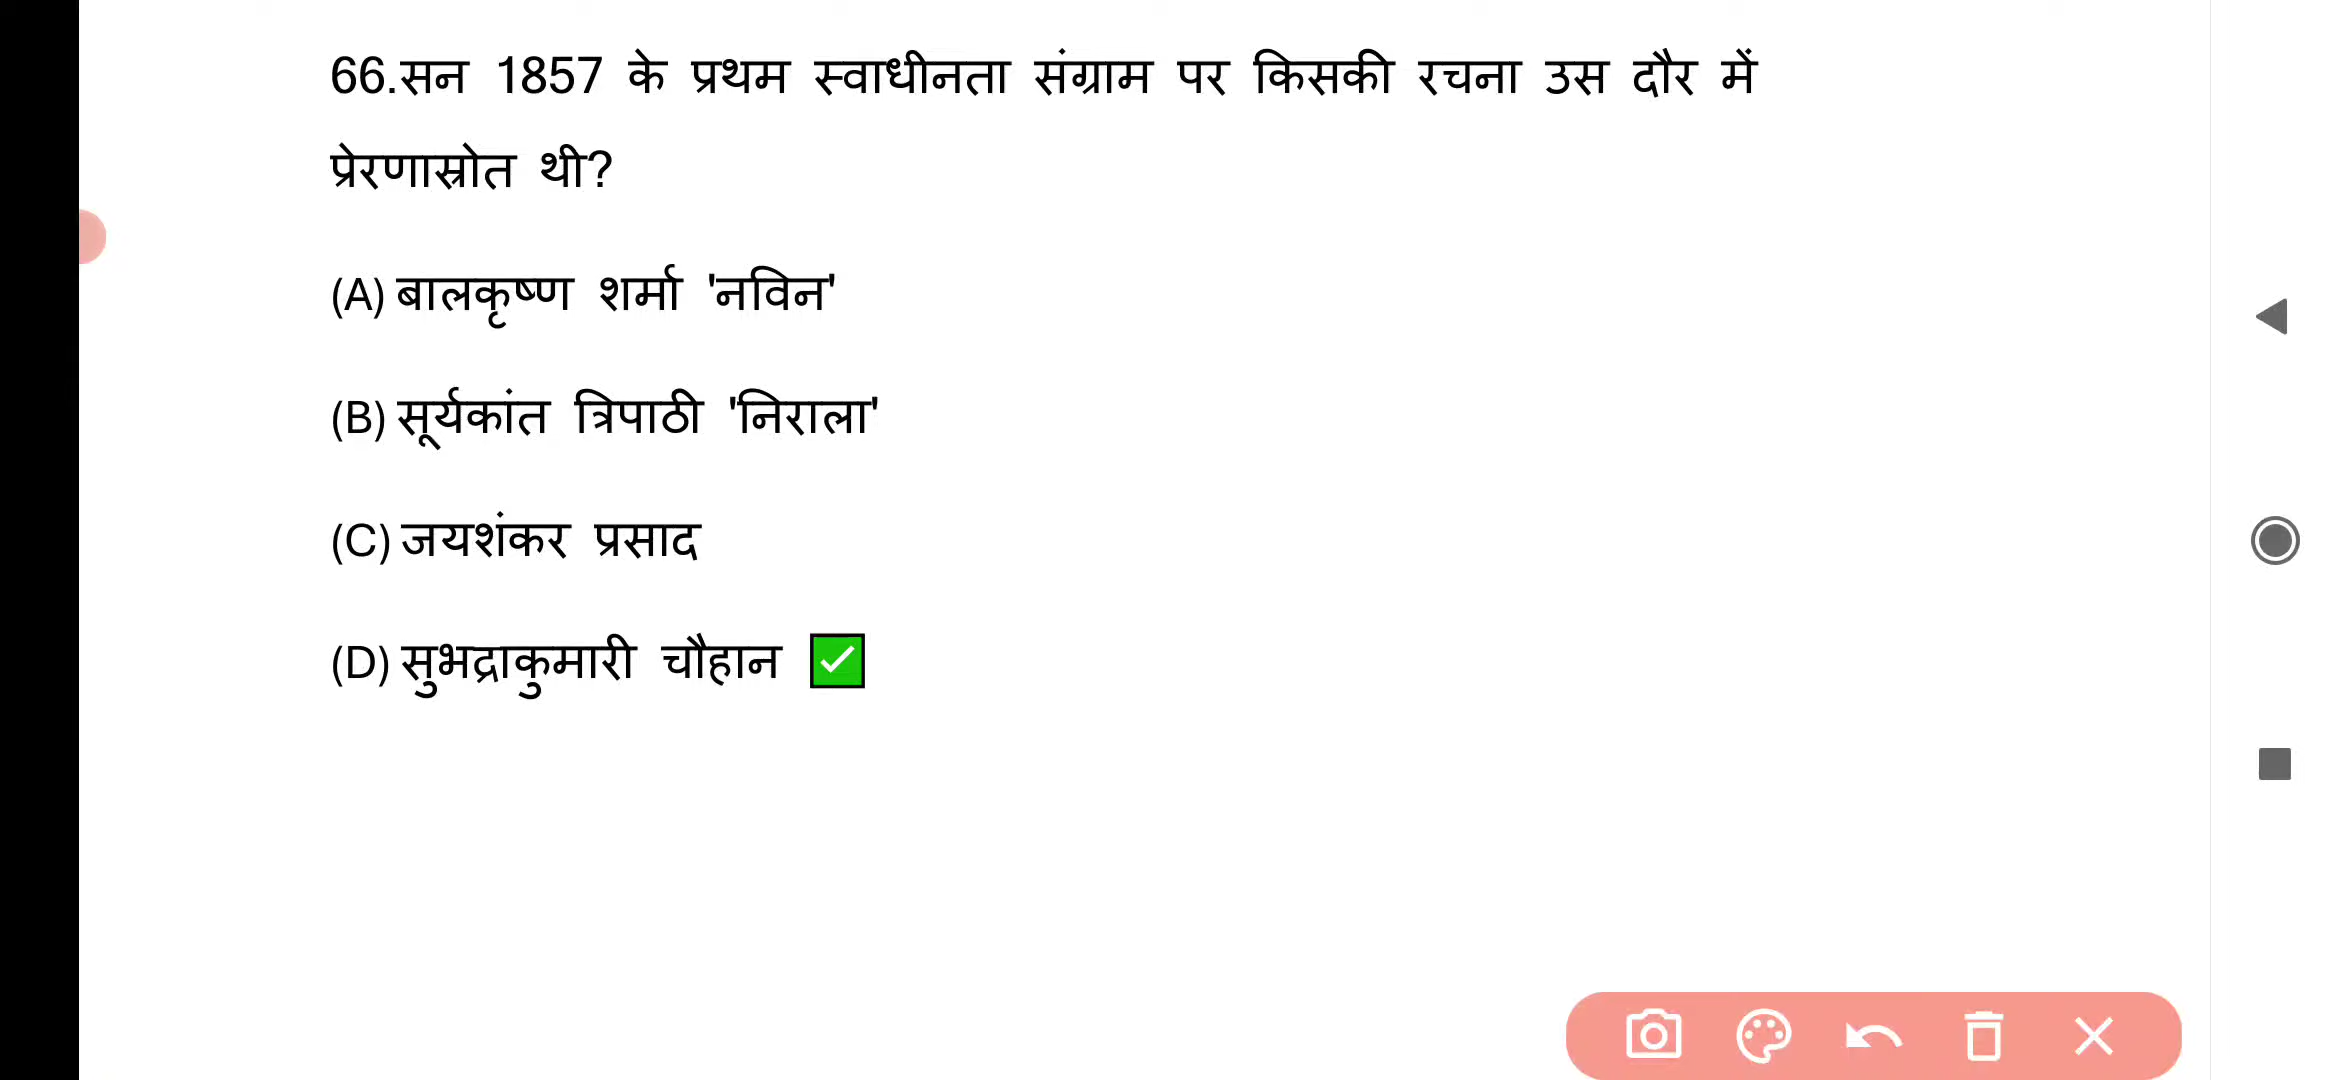 66.सन 1857 के प्रथम स्वाधीनता संग्राम पर किसकी रचना उस दौर में
प्रेरणास्रोत थी?
(A) बालकृष्ण शर्मा 'नविन'
(B) सूर्यकांत त्रिपाठी 'निराला'
(C) जयशंकर प्रसाद
(D) सुभद्राकुमारी चौहान